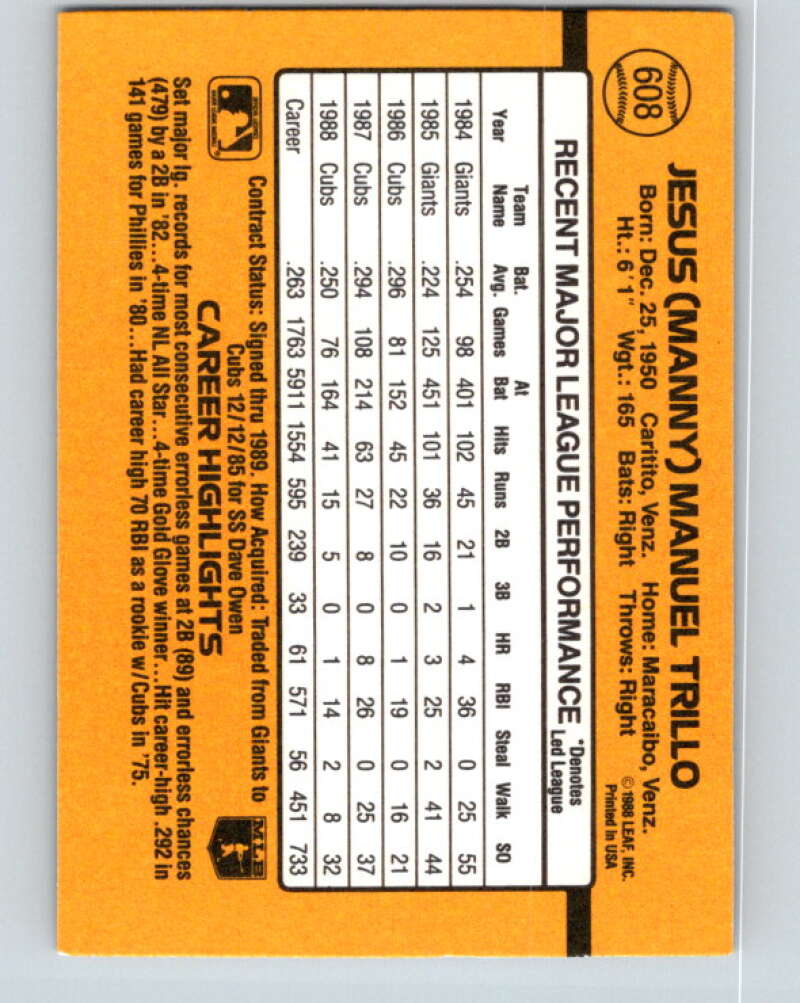 608
JESUS (MANNY) MANUEL TRILLO
Born: Dec. 25, 1950 Caritito, Venz. Home: Maracaibo, Venz.
Ht.: 6'1" Wgt.: 165 Bats: Right Throws: Right
© 1988 LEAF, INC.
Printed in USA
RECENT MAJOR LEAGUE PERFORMANCE
*Denotes
Led League
Year Team Name Bat. Avg. Games At Bat Hits Runs 2B 3B HR RBI Steal Walk SO
1984 Giants .254 98 401 102 45 21 1 4 36 0 25 55
1985 Giants .224 125 451 101 36 16 2 3 25 2 41 44
1986 Cubs .296 81 152 45 22 10 0 1 19 0 16 21
1987 Cubs .294 108 214 63 27 8 0 8 26 0 25 37
1988 Cubs .250 76 164 41 15 5 0 1 14 2 8 32
Career .263 1763 5911 1554 595 239 33 61 571 56 451 733
Contract Status: Signed thru 1989. How Acquired: Traded from Giants to
Cubs 12/12/85 for SS Dave Owen
MLB
CAREER HIGHLIGHTS
Set major lg. records for most consecutive errorless games at 2B (89) and errorless chances
(479) by a 2B in '82...4-time NL All Star...4-time Gold Glove winner...Hit career-high .292 in
141 games for Phillies in '80...Had career high 70 RBI as a rookie w/Cubs in '75.